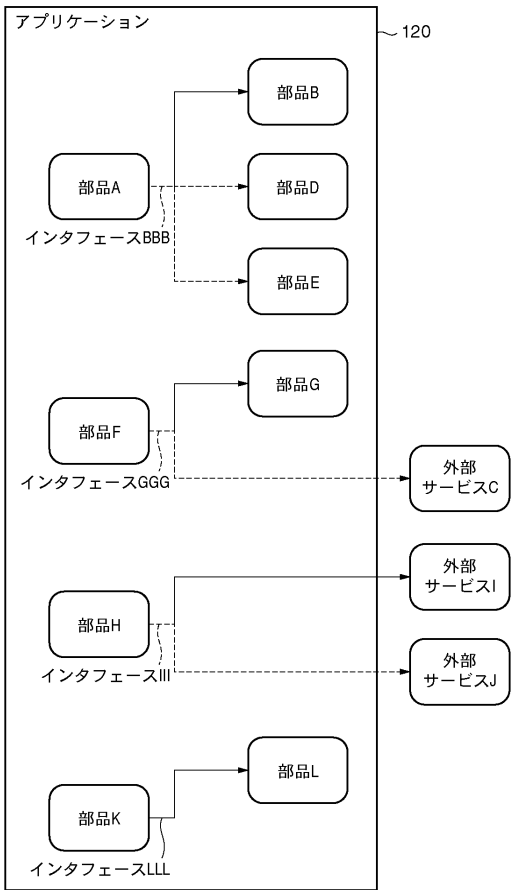 アプリケーション
120
部品B
部品A
部品D
インタフェースBBB
部品E
部品G
部品F
インタフェースGGG
外部
サービスC
外部
サービスI
部品H
インタフェースIII
外部
サービスJ
部品L
部品K
インタフェースLLL